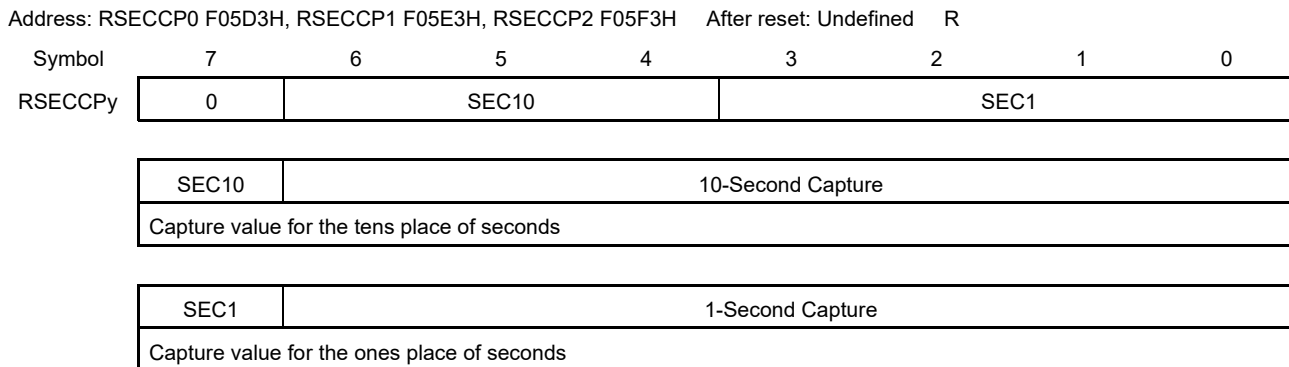 Address: RSECCP0 F05D3H, RSECCP1 F05E3H, RSECCP2 F05F3H After reset: Undefined R
Symbol 7 6 5 4 3 2 1 0
RSECCPy 0 SEC10 SEC1
SEC10 10-Second Capture
Capture value for the tens place of seconds
SEC1 1-Second Capture
Capture value for the ones place of seconds